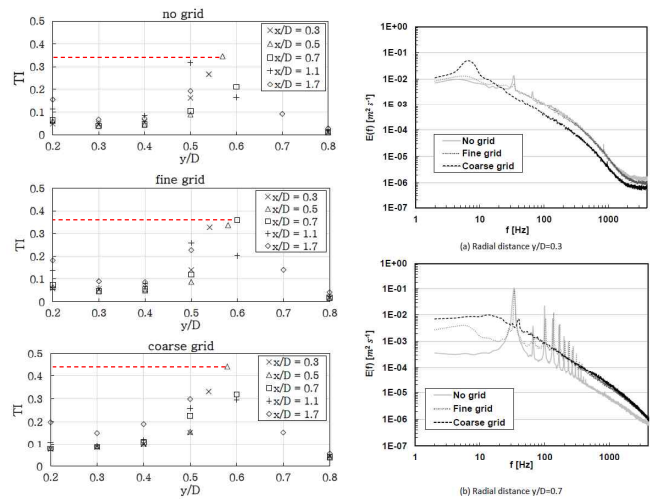 no grid
TI
0.5
0.4
0.3
0.2
0.1
0
0.2 0.3 0.4 0.5 0.6 0.7 0.8
y/D
x/D = 0.3
x/D = 0.5
x/D = 0.7
x/D = 1.1
x/D = 1.7
fine grid
TI
0.5
0.4
0.3
0.2
0.1
0
0.2 0.3 0.4 0.5 0.6 0.7 0.8
y/D
x/D = 0.3
x/D = 0.5
x/D = 0.7
x/D = 1.1
x/D = 1.7
coarse grid
TI
0.5
0.4
0.3
0.2
0.1
0
0.2 0.3 0.4 0.5 0.6 0.7 0.8
y/D
x/D = 0.3
x/D = 0.5
x/D = 0.7
x/D = 1.1
x/D = 1.7
E(f) [m² s⁻¹]
1E+00
1E-01
1E-02
1E-03
1E-04
1E-05
1E-06
1E-07
No grid
Fine grid
Coarse grid
1 10 100 1000
f [Hz]
(a) Radial distance y/D=0.3
E(f) [m² s⁻¹]
1E+00
1E-01
1E-02
1E-03
1E-04
1E-05
1E-06
1E-07
No grid
Fine grid
Coarse grid
1 10 100 1000
f [Hz]
(b) Radial distance y/D=0.7